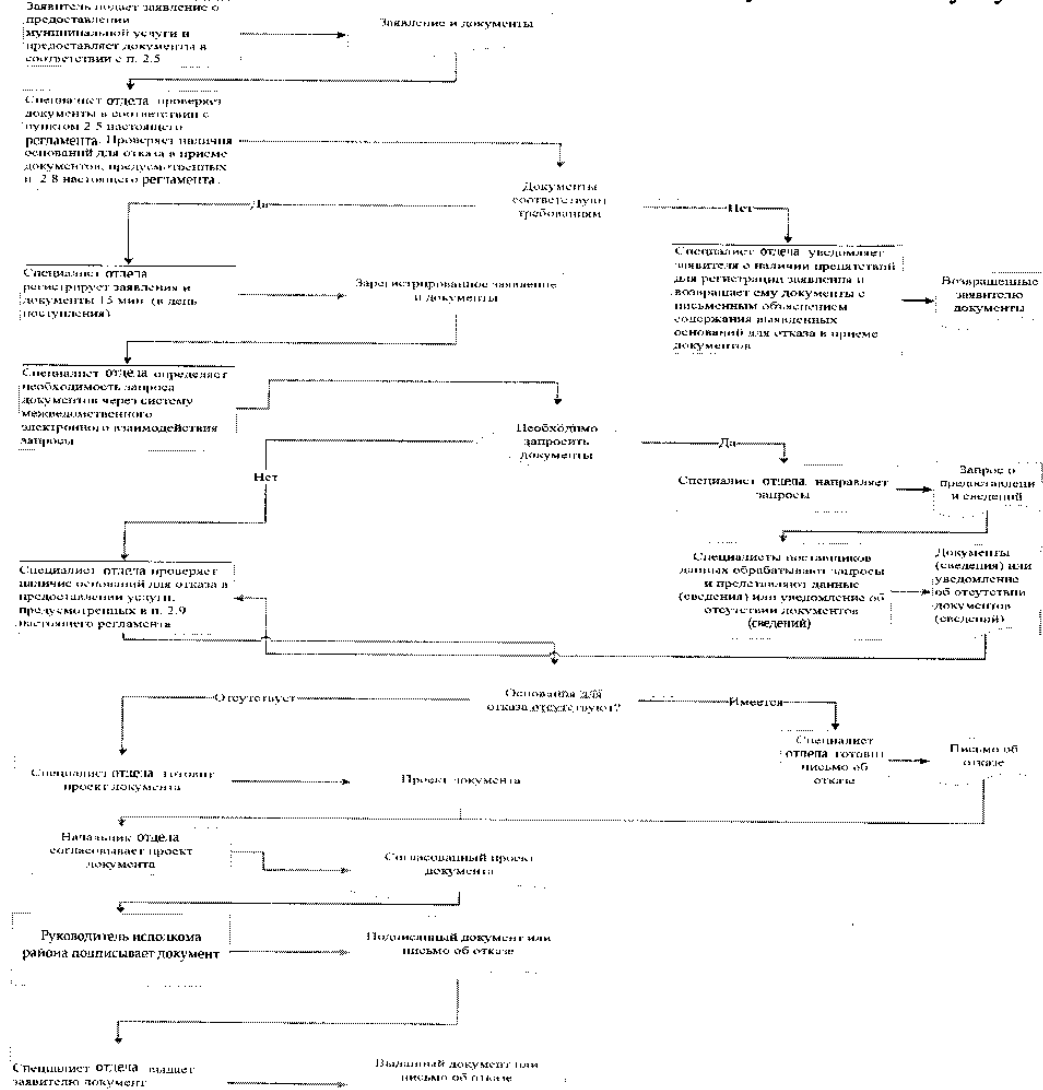 Заявитель подает заявление о
предоставлении
муниципальной услуги и
предоставляет документы в
соответствии с п. 2.5
Заявление и документы
Специалист отдела проверяет
документы в соответствии с
пунктом 2.5 настоящего
регламента. Проверяет наличия
оснований для отказа в приеме
документов, предусмотренных
п. 2.8 настоящего регламента.
Документы
соответствуют
требованиям
Да
Нет
Специалист отдела
регистрирует заявления и
документы 15 мин. (в день
поступления)
Зарегистрированное заявление
и документы
Специалист отдела уведомляет
заявителя о наличии препятствий
для регистрации заявления и
возвращает ему документы с
письменным объяснением
содержания выявленных
оснований для отказа в приеме
документов
Возвращенные
заявителю
документы
Специалист отдела определяет
необходимость запроса
документов через систему
межведомственного
электронного взаимодействия
запросы
Необходимо
запросить
документы
Да
Нет
Специалист отдела направляет
запросы
Запрос о
предоставлени
и сведений
Специалист отдела проверяет
наличие оснований для отказа в
предоставлении услуги,
предусмотренных в п. 2.9
настоящего регламента
Специалисты поставщиков
данных обрабатывают запросы
и представляют данные
(сведения) или уведомление об
отсутствии документов
(сведений)
Документы
(сведения) или
уведомление
об отсутствии
документов
(сведений)
Основания для
отказа отсутствуют?
Отсутствует
Имеется
Специалист отдела готовит
проект документа
Проект документа
Специалист
отдела готовит
письмо об
отказе
Письмо об
отказе
Начальник отдела
согласовывает проект
документа
Согласованный проект
документа
Руководитель исполкома
района подписывает документ
Подписанный документ или
письмо об отказе
Специалист отдела выдает
заявителю документ
Выданный документ или
письмо об отказе